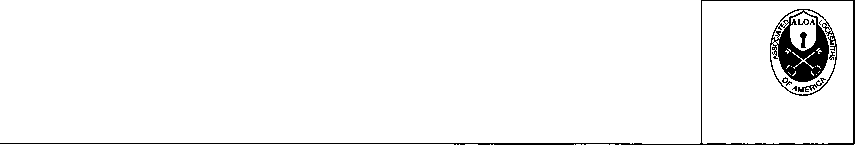 ALOA
ASSOCIATED LOCKSMITHS
OF AMERICA